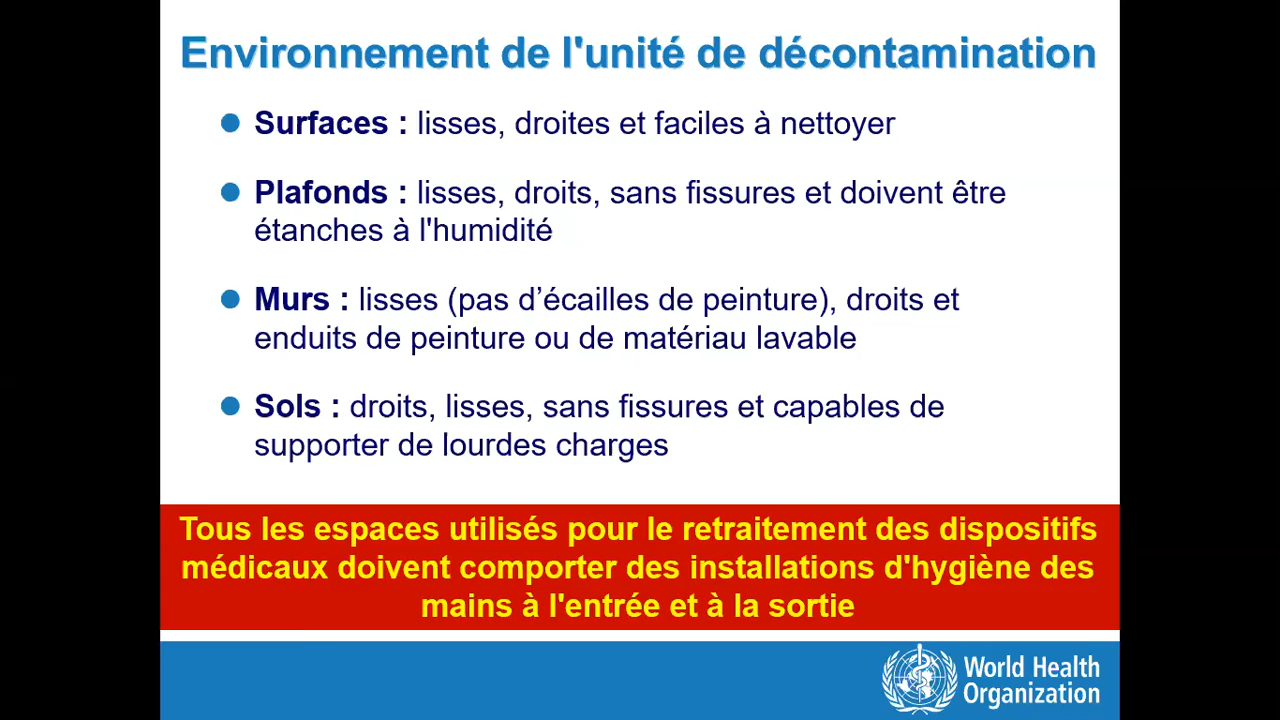 Environnement de l'unité de décontamination
Surfaces : lisses, droites et faciles à nettoyer
Plafonds : lisses, droits, sans fissures et doivent être
étanches à l'humidité
Murs : lisses (pas d’écailles de peinture), droits et
enduits de peinture ou de matériau lavable
Sols : droits, lisses, sans fissures et capables de
supporter de lourdes charges
Tous les espaces utilisés pour le retraitement des dispositifs
médicaux doivent comporter des installations d'hygiène des
mains à l'entrée et à la sortie
World Health
Organization